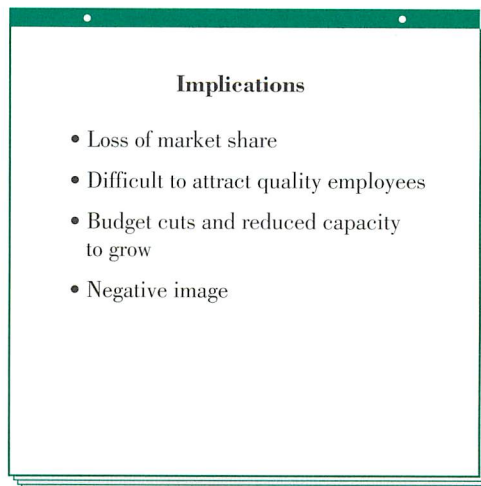 Implications
• Loss of market share
• Difficult to attract quality employees
• Budget cuts and reduced capacity
to grow
• Negative image